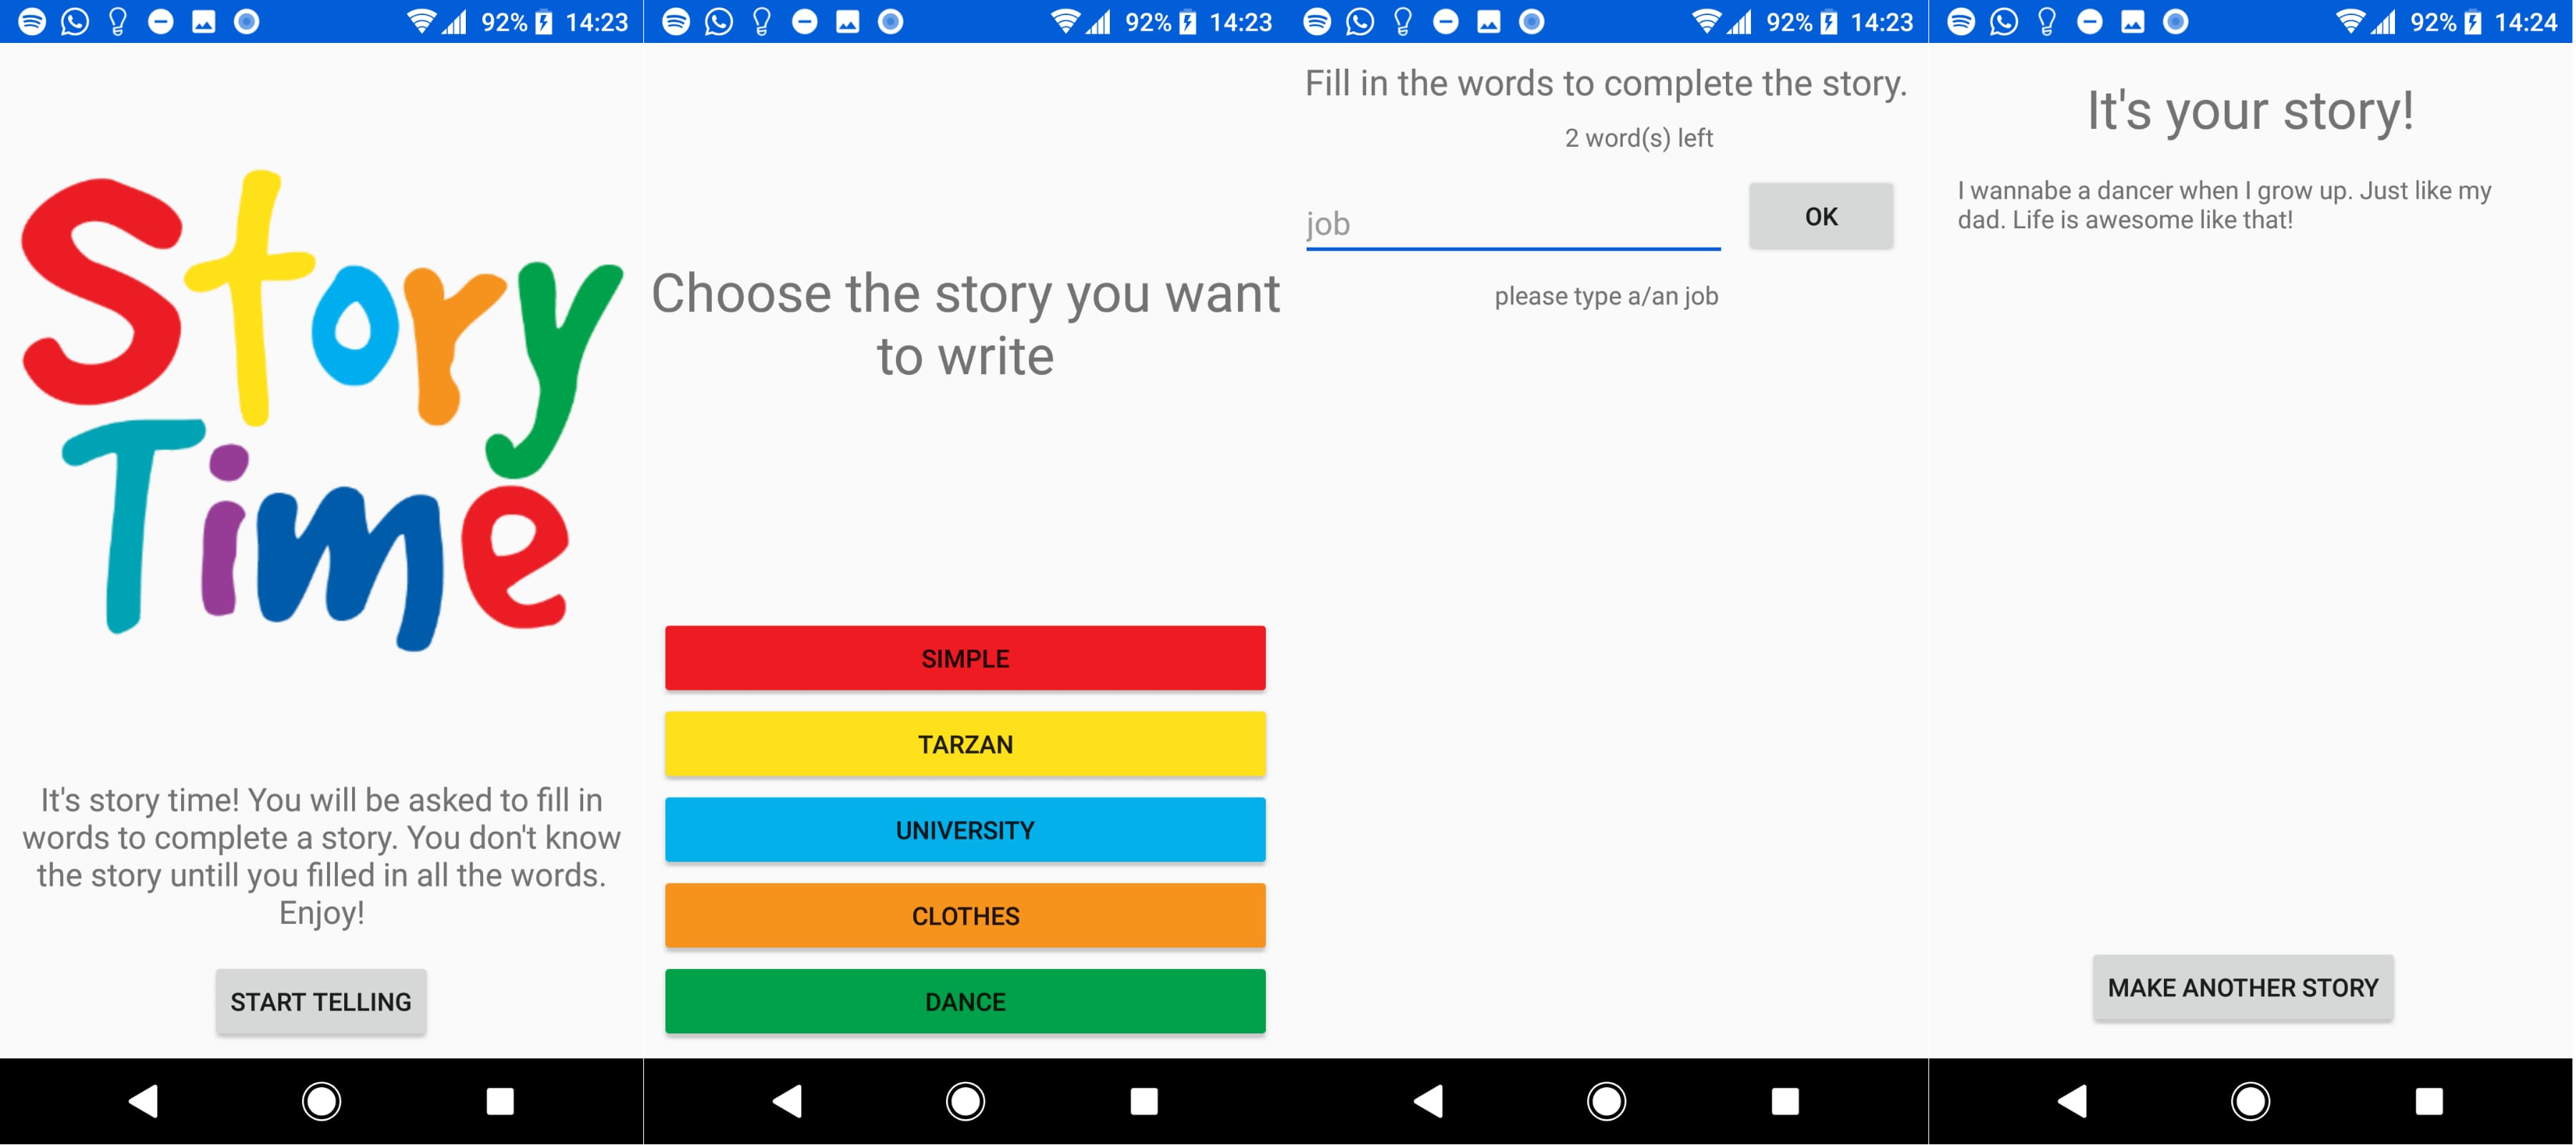 92% 14:23
Story
Time
It's story time! You will be asked to fill in
words to complete a story. You don't know
the story untill you filled in all the words.
Enjoy!
START TELLING
92% 14:23
Choose the story you want
to write
SIMPLE
TARZAN
UNIVERSITY
CLOTHES
DANCE
92% 14:23
Fill in the words to complete the story.
2 word(s) left
job
OK
please type a/an job
92% 14:24
It's your story!
I wannabe a dancer when I grow up. Just like my
dad. Life is awesome like that!
MAKE ANOTHER STORY